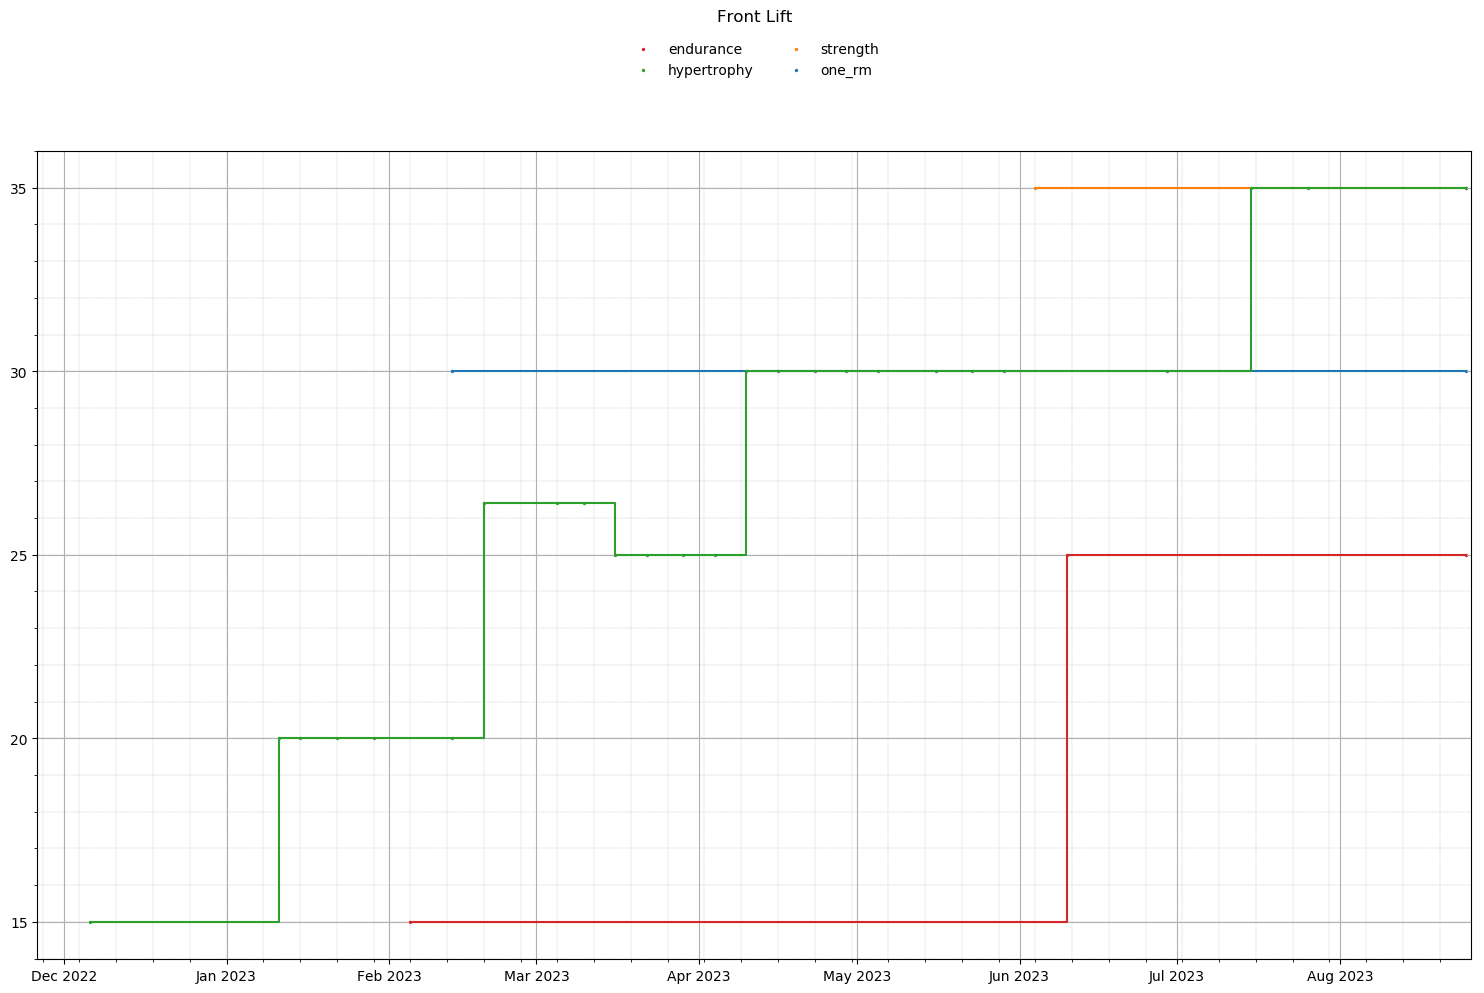 Front Lift
endurance strength
hypertrophy one_rm
35
30
25
20
15
Dec 2022 Jan 2023 Feb 2023 Mar 2023 Apr 2023 May 2023 Jun 2023 Jul 2023 Aug 2023